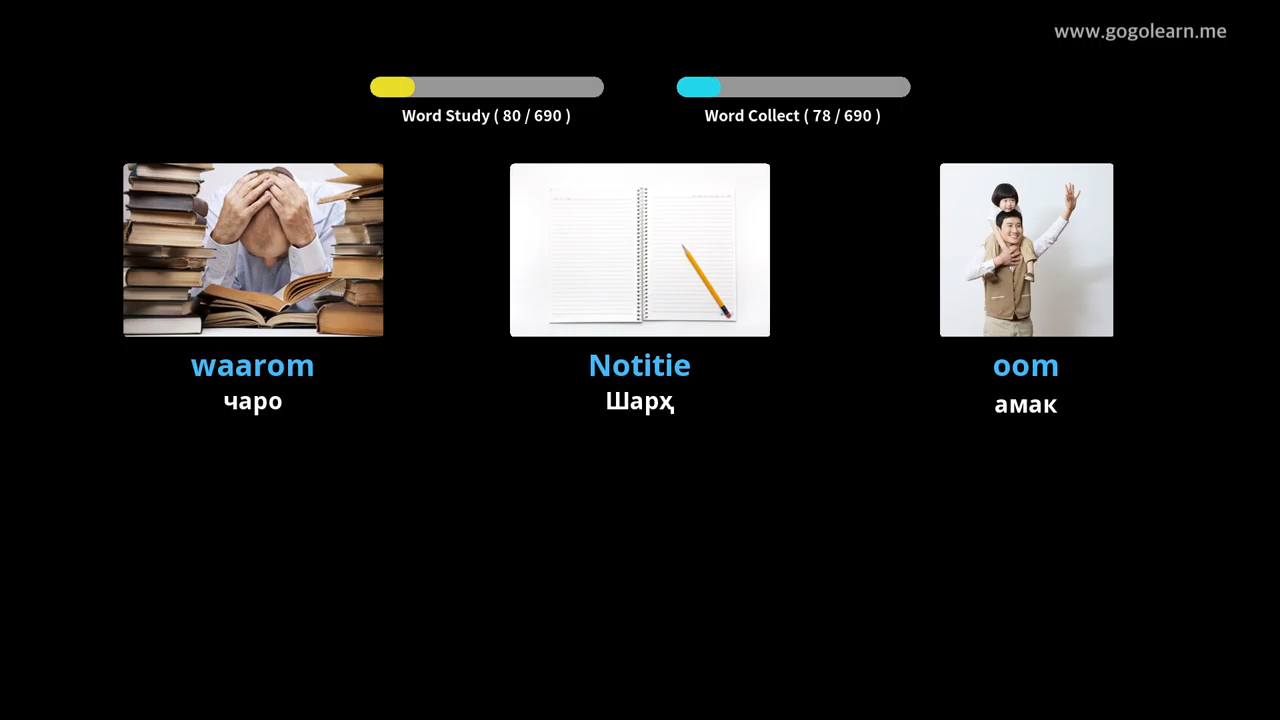 www.gogolearn.me
Word Study ( 80 / 690 )
Word Collect ( 78 / 690 )
waarom
чаро
Notitie
Шарҳ
oom
амак